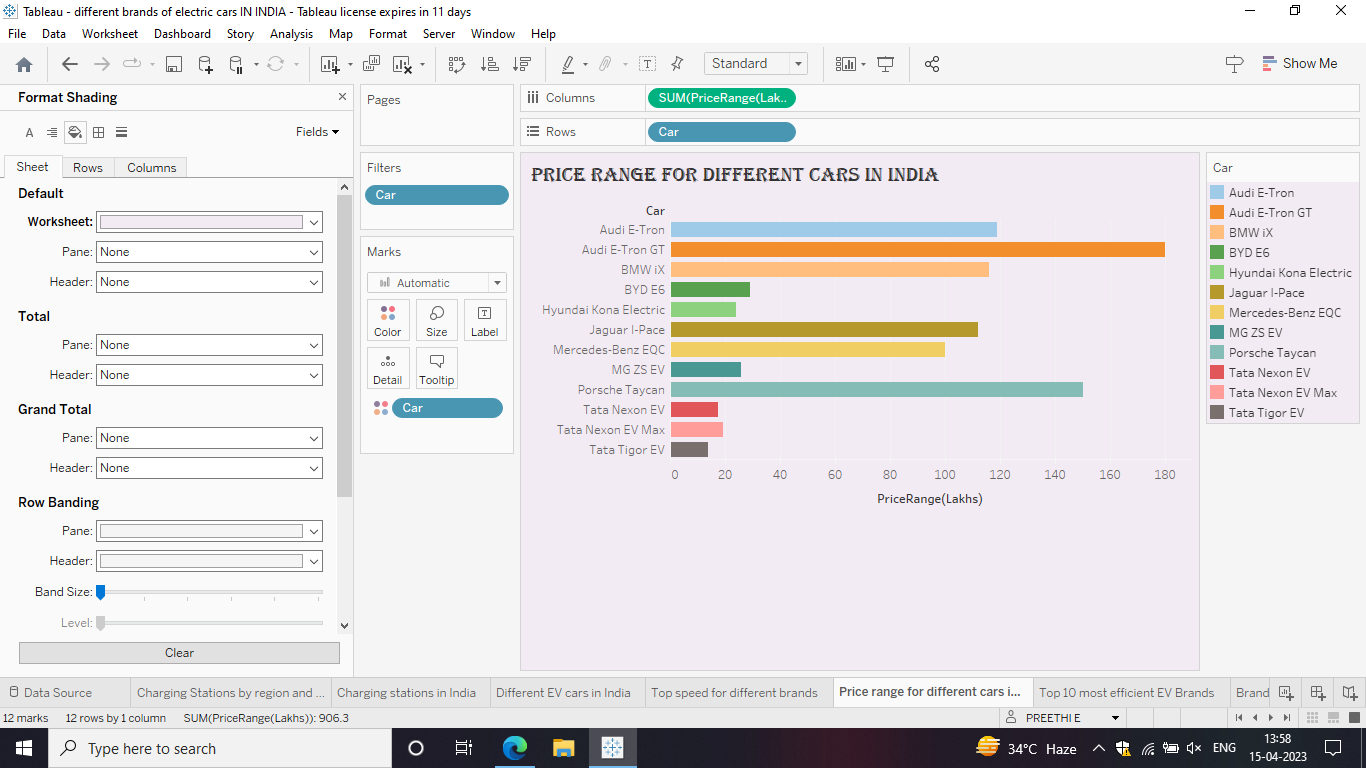 Tableau - different brands of electric cars IN INDIA - Tableau license expires in 11 days
File Data Worksheet Dashboard Story Analysis Map Format Server Window Help
Standard Show Me
Format Shading
Fields
Sheet Rows Columns
Default
Worksheet:
Pane: None
Header: None
Total
Pane: None
Header: None
Grand Total
Pane: None
Header: None
Row Banding
Pane:
Header:
Band Size:
Level:
Clear
Pages
Filters
Car
Marks
Automatic
Color Size Label
Detail Tooltip
Car
Columns SUM(PriceRange(Lak..
Rows Car
PRICE RANGE FOR DIFFERENT CARS IN INDIA
Car
Audi E-Tron
Audi E-Tron GT
BMW iX
BYD E6
Hyundai Kona Electric
Jaguar I-Pace
Mercedes-Benz EQC
MG ZS EV
Porsche Taycan
Tata Nexon EV
Tata Nexon EV Max
Tata Tigor EV
0 20 40 60 80 100 120 140 160 180
PriceRange(Lakhs)
Car
Audi E-Tron
Audi E-Tron GT
BMW iX
BYD E6
Hyundai Kona Electric
Jaguar I-Pace
Mercedes-Benz EQC
MG ZS EV
Porsche Taycan
Tata Nexon EV
Tata Nexon EV Max
Tata Tigor EV
Data Source Charging Stations by region and ... Charging stations in India Different EV cars in India Top speed for different brands Price range for different cars i... Top 10 most efficient EV Brands Brand
12 marks 12 rows by 1 column SUM(PriceRange(Lakhs)): 906.3 PREETHI E
Type here to search 34°C Haze ENG 13:58
15-04-2023